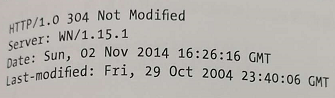 HTTP/1.0 304 Not Modified
Server: WN/1.15.1
Date: Sun, 02 Nov 2014 16:26:16 GMT
Last-modified: Fri, 29 Oct 2004 23:40:06 GMT